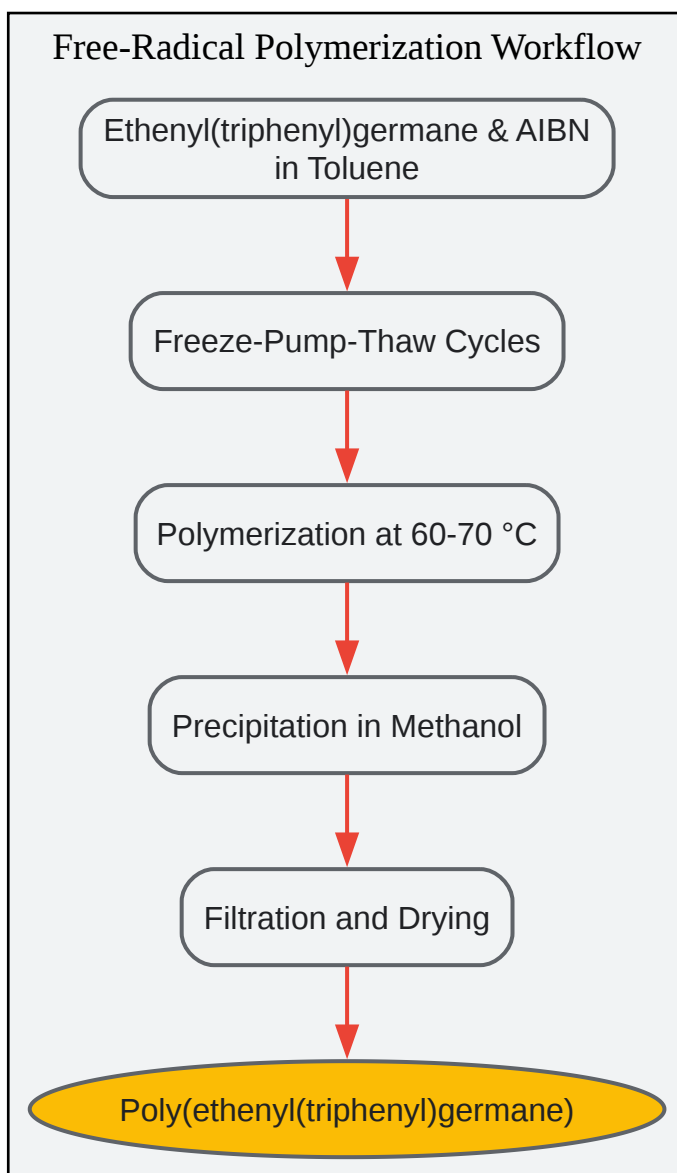 Free-Radical Polymerization Workflow
Ethenyl(triphenyl)germane & AIBN
in Toluene
Freeze-Pump-Thaw Cycles
Polymerization at 60-70 °C
Precipitation in Methanol
Filtration and Drying
Poly(ethenyl(triphenyl)germane)